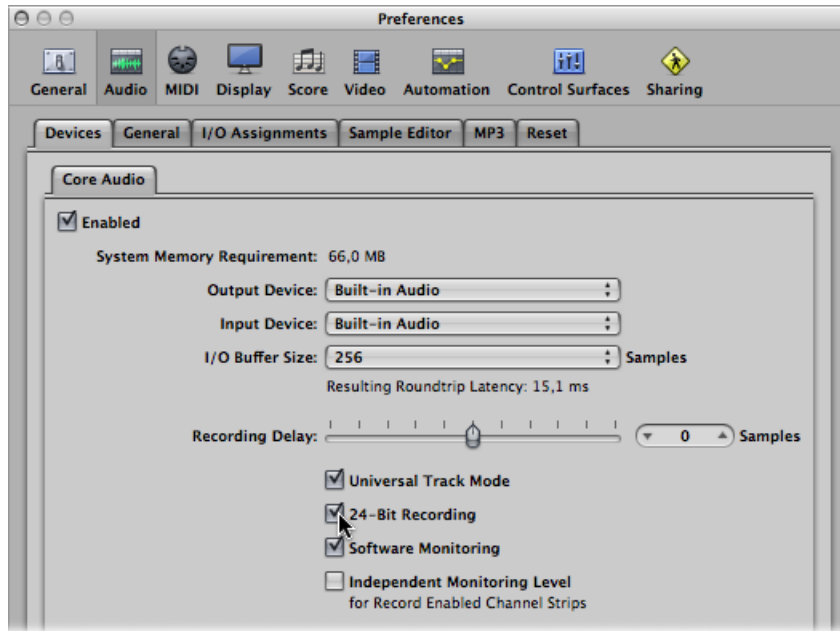 Preferences
General Audio MIDI Display Score Video Automation Control Surfaces Sharing
Devices General I/O Assignments Sample Editor MP3 Reset
Core Audio
Enabled
System Memory Requirement: 66,0 MB
Output Device: Built-in Audio
Input Device: Built-in Audio
I/O Buffer Size: 256 Samples
Resulting Roundtrip Latency: 15,1 ms
Recording Delay: 0 Samples
Universal Track Mode
24-Bit Recording
Software Monitoring
Independent Monitoring Level
for Record Enabled Channel Strips